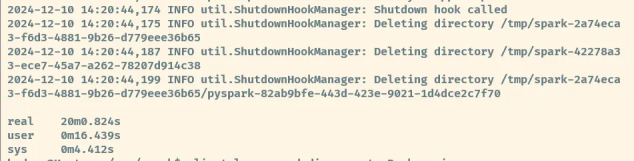 2024-12-10 14:20:44,174 INFO util.ShutdownHookManager: Shutdown hook called
2024-12-10 14:20:44,175 INFO util.ShutdownHookManager: Deleting directory /tmp/spark-2a74eca
3-f6d3-4881-9b26-d779eee36b65
2024-12-10 14:20:44,187 INFO util.ShutdownHookManager: Deleting directory /tmp/spark-42278a3
3-ece7-45a7-a262-78207d914c38
2024-12-10 14:20:44,199 INFO util.ShutdownHookManager: Deleting directory /tmp/spark-2a74eca
3-f6d3-4881-9b26-d779eee36b65/pyspark-82ab9bfe-443d-423e-9021-1d4dce2c7f70
real 20m0.824s
user 0m16.439s
sys 0m4.412s